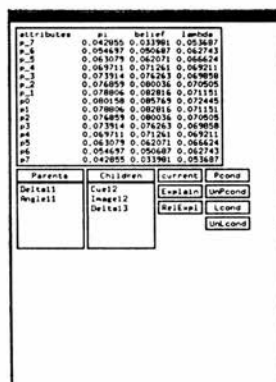 attributes pi belief lambda
p_7 0.042855 0.033981 0.053687
p_6 0.054697 0.050687 0.062743
p_5 0.063079 0.062071 0.066624
p_4 0.069711 0.071261 0.069211
p_3 0.073914 0.076263 0.069858
p_2 0.076859 0.080036 0.070505
p_1 0.078806 0.082816 0.071151
p0 0.080158 0.085769 0.072445
p1 0.078806 0.082816 0.071151
p2 0.076859 0.080036 0.070505
p3 0.073914 0.076263 0.069858
p4 0.069711 0.071261 0.069211
p5 0.063079 0.062071 0.066624
p6 0.054697 0.050687 0.062743
p7 0.042855 0.033981 0.053687
Parents Children current Pcond
Delta11 Cue12 Explain UnPcond
Angle11 Image12 RelExpl Lcond
Delta13 UnLcond